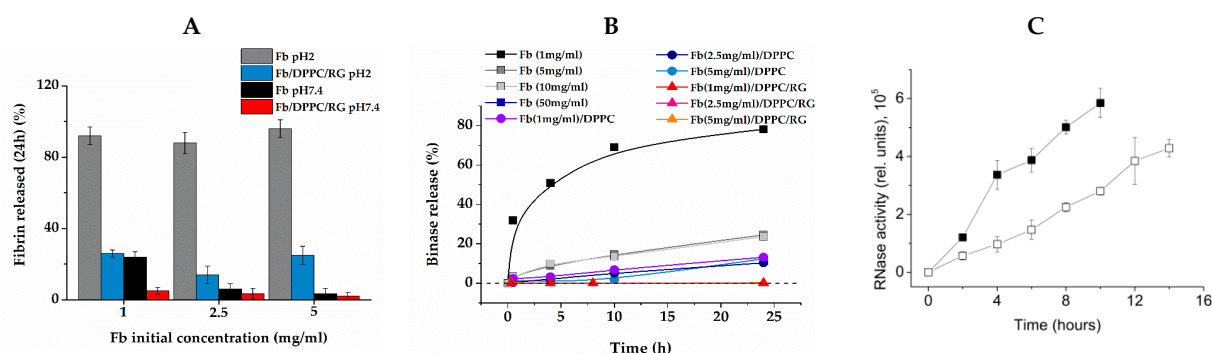 A
Fb pH2
Fb/DPPC/RG pH2
Fb pH7.4
Fb/DPPC/RG pH7.4
Fibrin released (24h) (%)
120
80
40
0
1 2.5 5
Fb initial concentration (mg/ml)
B
Fb (1mg/ml) Fb(2.5mg/ml)/DPPC
Fb (5mg/ml) Fb(5mg/ml)/DPPC
Fb (10mg/ml) Fb(1mg/ml)/DPPC/RG
Fb (50mg/ml) Fb(2.5mg/ml)/DPPC/RG
Fb(1mg/ml)/DPPC Fb(5mg/ml)/DPPC/RG
Binase release (%)
80
60
40
20
0
0 5 10 15 20 25
Time (h)
C
RNase activity (rel. units), 10⁵
6
4
2
0
0 4 8 12 16
Time (hours)